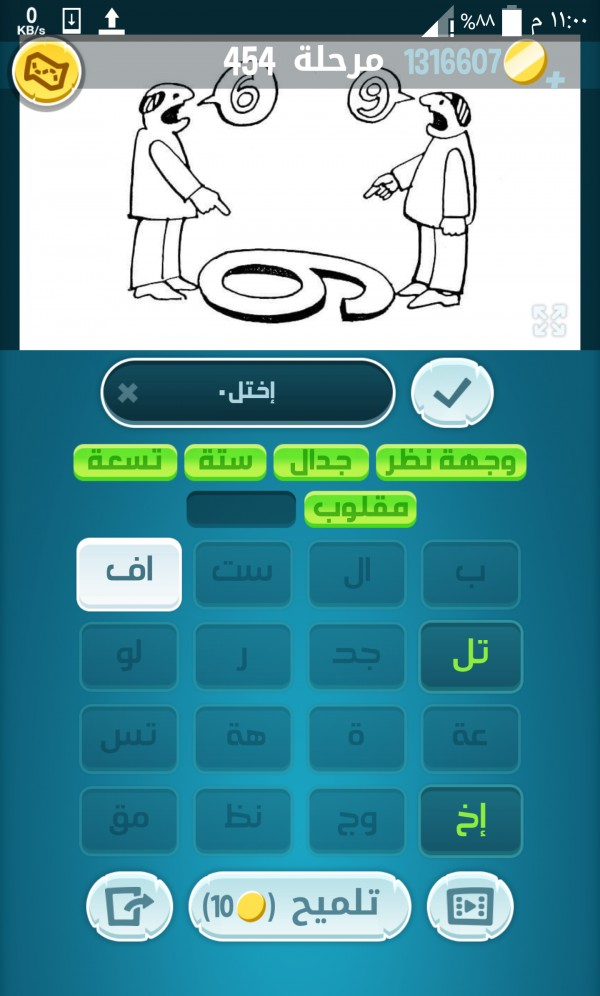 0 KB/s %٨٨ ١١:٠٠ م
مرحلة 454 1316607
6 9
إختل.
وجهة نظر جدال ستة تسعة
مقلوب
ب ال ست اف
تل جد ر لو
عة ة هة تس
إخ وج نظ مق
تلميح (10)